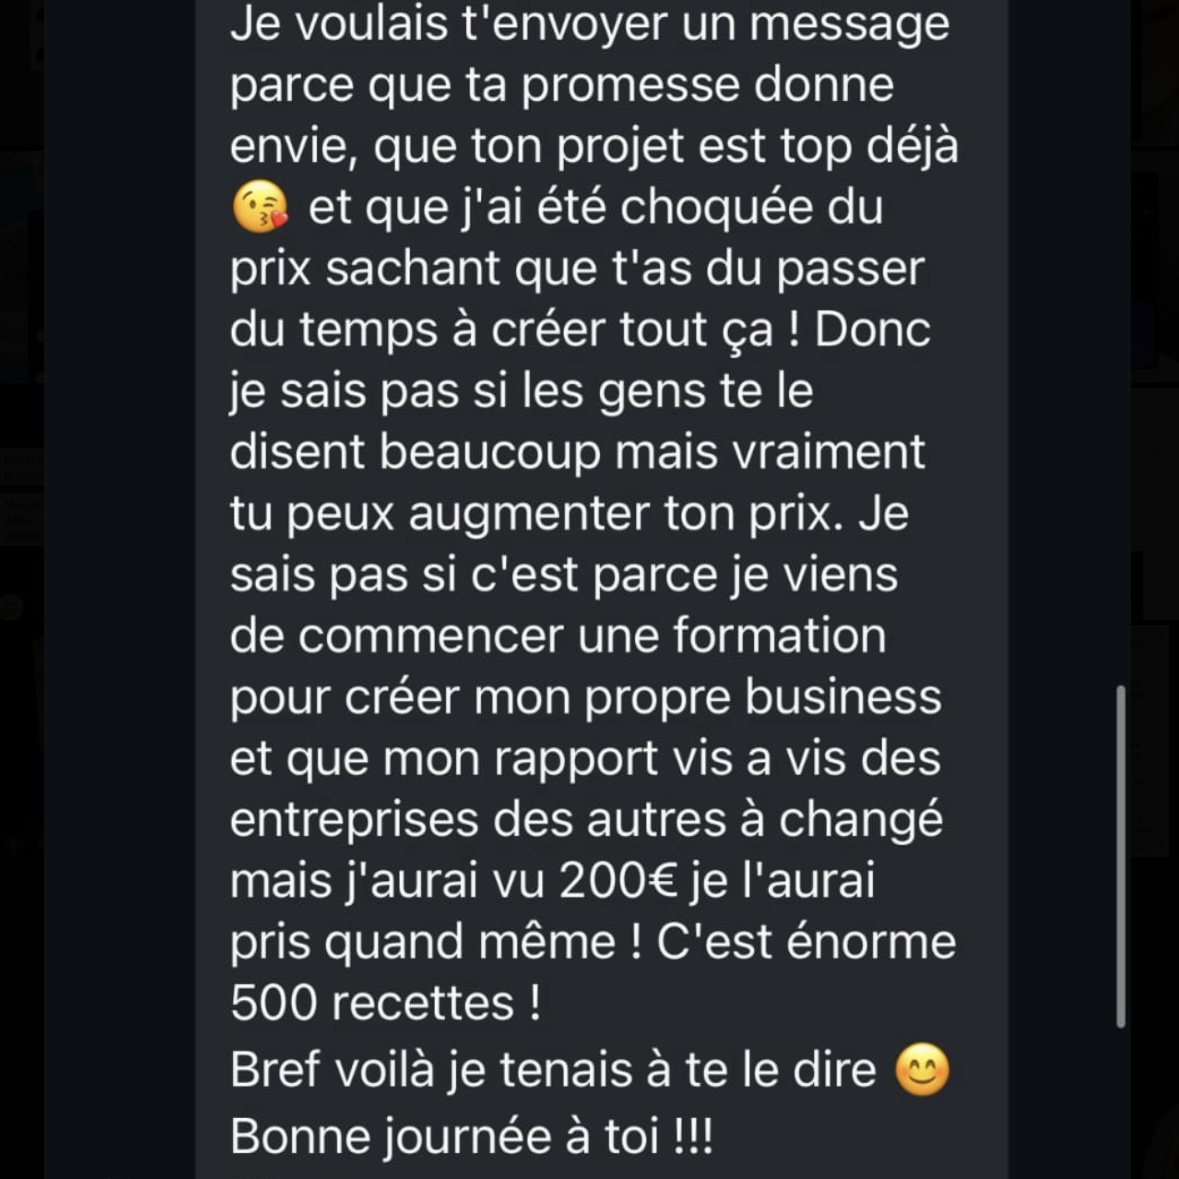 Je voulais t'envoyer un message
parce que ta promesse donne
envie, que ton projet est top déjà
😘 et que j'ai été choquée du
prix sachant que t'as du passer
du temps à créer tout ça ! Donc
je sais pas si les gens te le
disent beaucoup mais vraiment
tu peux augmenter ton prix. Je
sais pas si c'est parce je viens
de commencer une formation
pour créer mon propre business
et que mon rapport vis a vis des
entreprises des autres à changé
mais j'aurai vu 200€ je l'aurai
pris quand même ! C'est énorme
500 recettes !
Bref voilà je tenais à te le dire 😊
Bonne journée à toi !!!